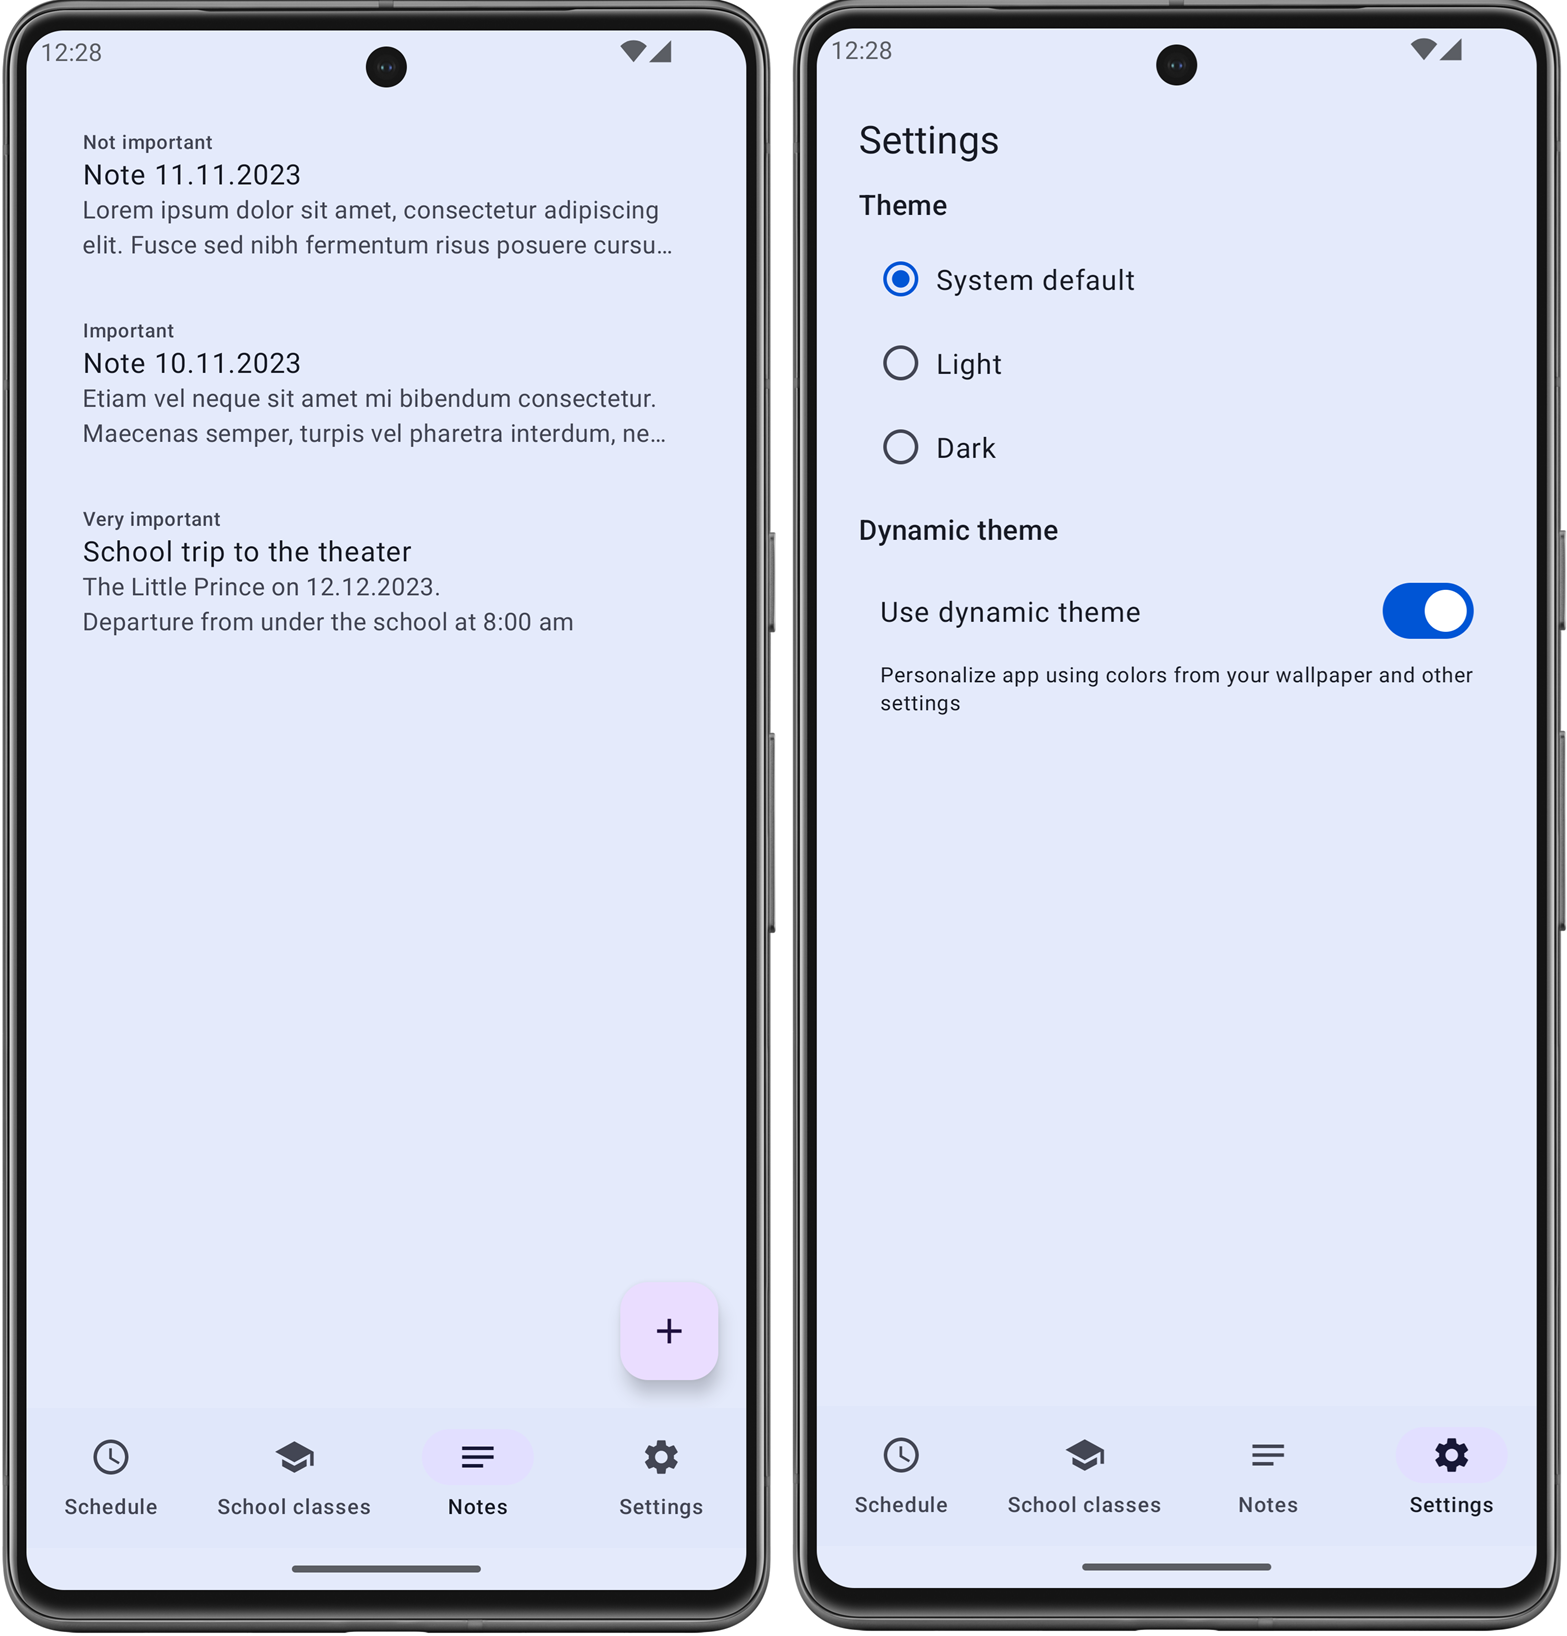 12:28
Not important
Note 11.11.2023
Lorem ipsum dolor sit amet, consectetur adipiscing
elit. Fusce sed nibh fermentum risus posuere cursu…
Important
Note 10.11.2023
Etiam vel neque sit amet mi bibendum consectetur.
Maecenas semper, turpis vel pharetra interdum, ne…
Very important
School trip to the theater
The Little Prince on 12.12.2023.
Departure from under the school at 8:00 am
Schedule
School classes
Notes
Settings
12:28
Settings
Theme
System default
Light
Dark
Dynamic theme
Use dynamic theme
Personalize app using colors from your wallpaper and other
settings
Schedule
School classes
Notes
Settings